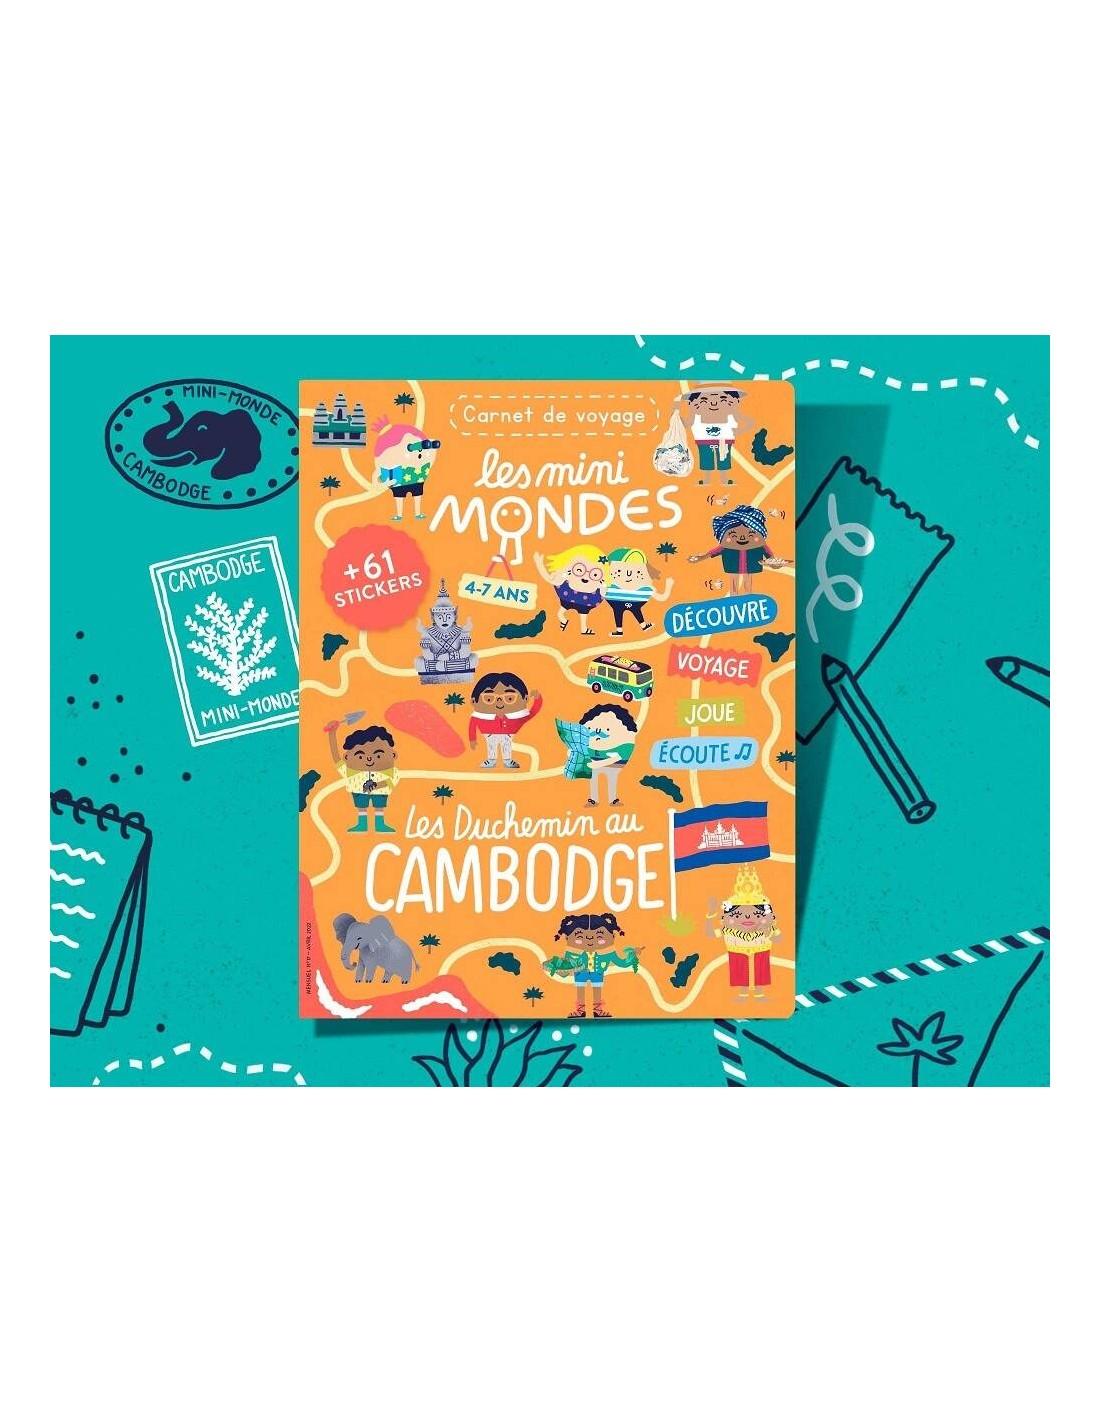 MINI-MONDE
CAMBODGE
CAMBODGE
MINI-MONDE
Carnet de voyage
les mini
MONDES
+61
STICKERS
4-7 ANS
DÉCOUVRE
VOYAGE
JOUE
ÉCOUTE
Les Duchemin au
CAMBODGE